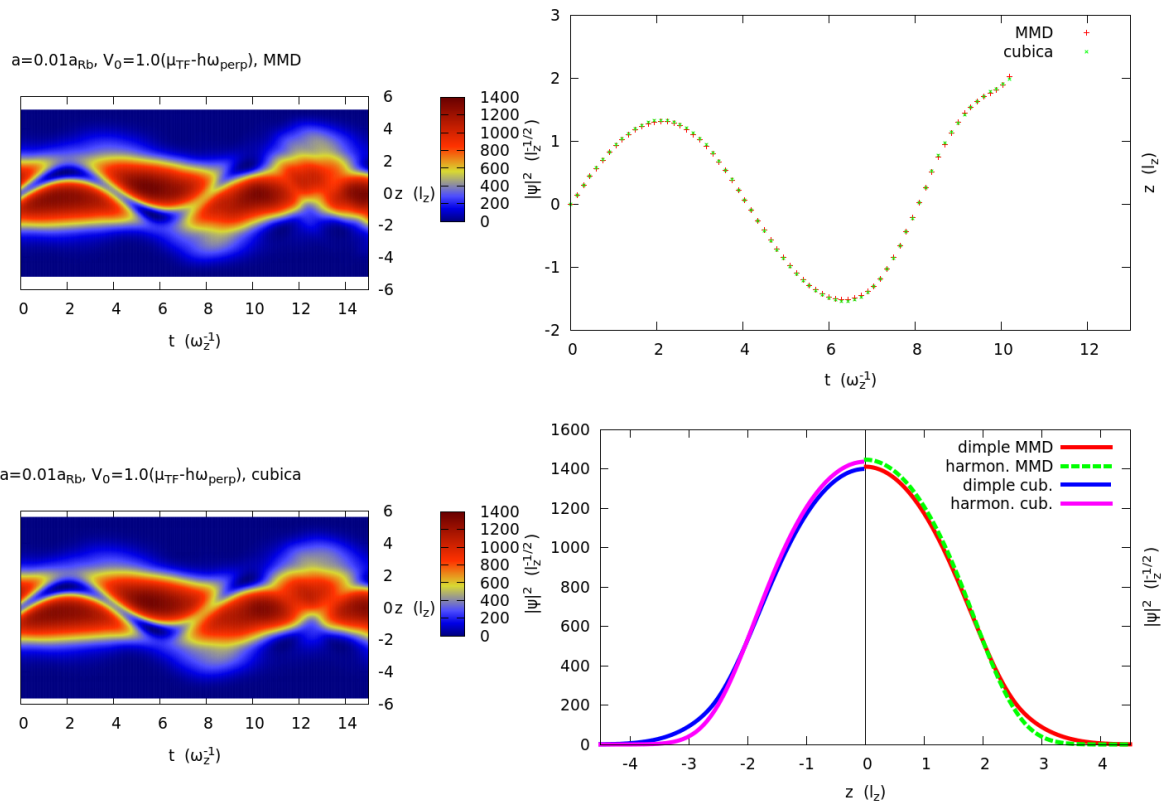 a=0.01a_Rb, V_0=1.0(μ_TF-hω_perp), MMD
6
4
2
0
-2
-4
-6
z (l_z)
0 2 4 6 8 10 12 14
t (ω_z^-1)
1400
1200
1000
800
600
400
200
0
|ψ|^2 (l_z^-1/2)
3
2
1
0
-1
-2
MMD
cubica
z (l_z)
0 2 4 6 8 10 12
t (ω_z^-1)
a=0.01a_Rb, V_0=1.0(μ_TF-hω_perp), cubica
6
4
2
0
-2
-4
-6
z (l_z)
0 2 4 6 8 10 12 14
t (ω_z^-1)
1400
1200
1000
800
600
400
200
0
|ψ|^2 (l_z^-1/2)
1600
1400
1200
1000
800
600
400
200
0
dimple MMD
harmon. MMD
dimple cub.
harmon. cub.
|ψ|^2 (l_z^-1/2)
-4 -3 -2 -1 0 1 2 3 4
z (l_z)